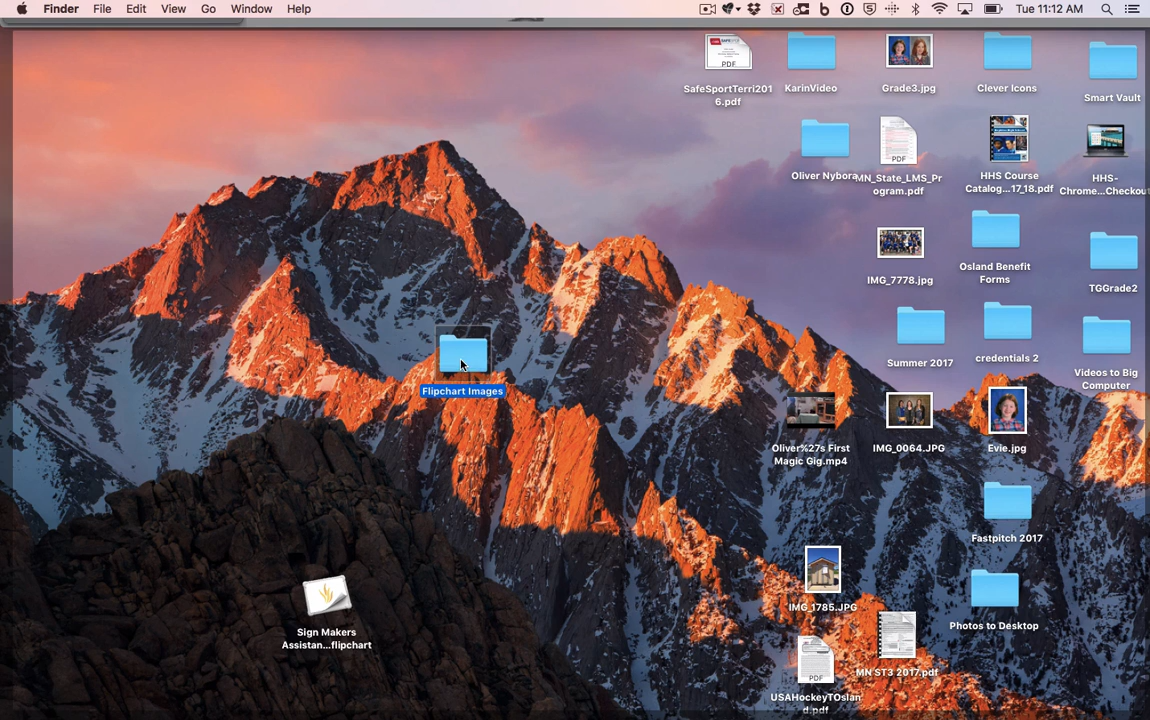 Finder File Edit View Go Window Help
Tue 11:12 AM
PDF
SafeSportTerri201
6.pdf
KarinVideo
Grade3.jpg
Clever Icons
Smart Vault
Oliver Nybora
PDF
MN_State_LMS_Pr
ogram.pdf
HHS Course
Catalog...17_18.pdf
HHS-
Chrome...Checkou
IMG_7778.jpg
Osland Benefit
Forms
TGGrade2
Summer 2017
credentials 2
Videos to Big
Computer
Flipchart Images
Oliver%27s First
Magic Gig.mp4
IMG_0064.JPG
Evie.jpg
Fastpitch 2017
IMG_1785.JPG
Photos to Desktop
Sign Makers
Assistan...flipchart
MN ST3 2017.pdf
PDF
USAHockeyTOslan
d.pdf